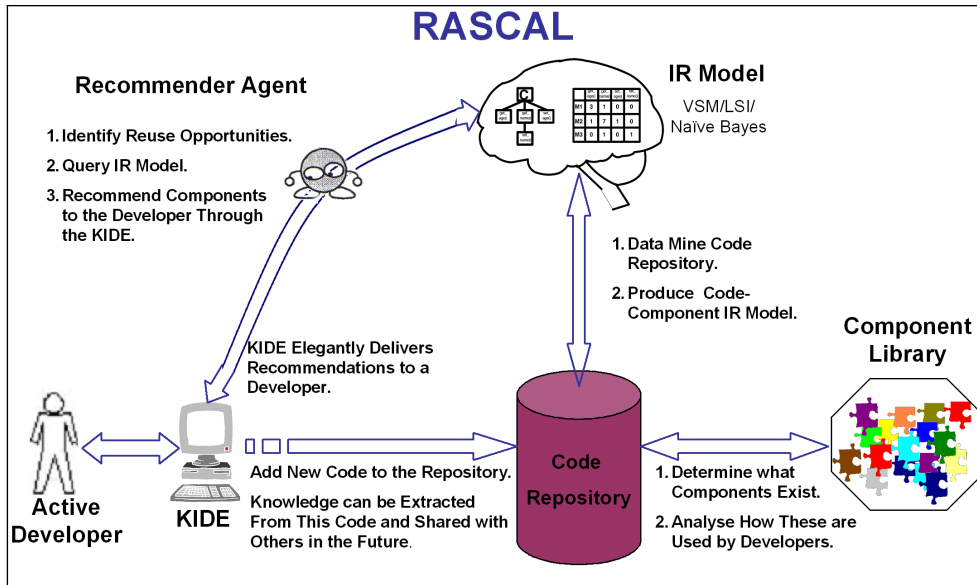 RASCAL
Recommender Agent
1. Identify Reuse Opportunities.
2. Query IR Model.
3. Recommend Components
to the Developer Through
the KIDE.
IR Model
VSM/LSI/
Naïve Bayes
C
M1 3 1 0 0
M2 1 7 1 0
M3 0 1 0 1
1. Data Mine Code
Repository.
2. Produce Code-
Component IR Model.
Component
Library
KIDE Elegantly Delivers
Recommendations to a
Developer.
Active
Developer
KIDE
Add New Code to the Repository.
Knowledge can be Extracted
From This Code and Shared with
Others in the Future.
Code
Repository
1. Determine what
Components Exist.
2. Analyse How These are
Used by Developers.